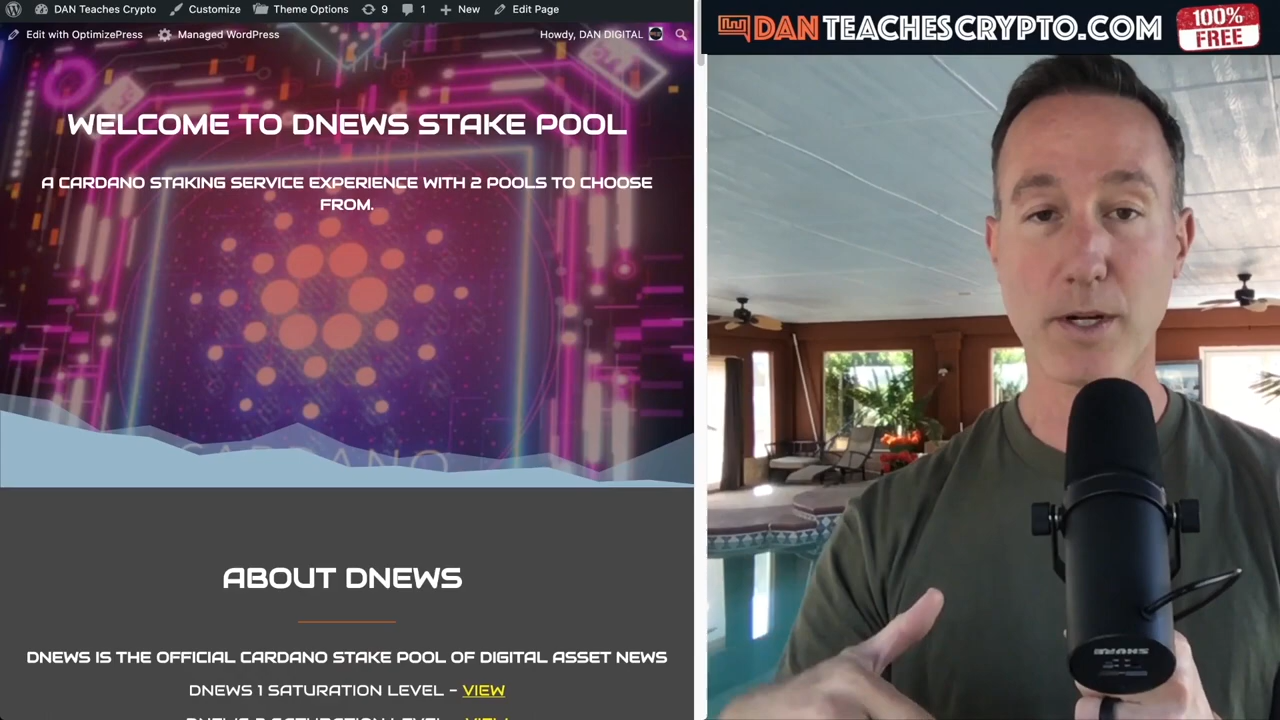 DAN Teaches Crypto Customize Theme Options 9 1 New Edit Page
Edit with OptimizePress Managed WordPress Howdy, DAN DIGITAL
WELCOME TO DNEWS STAKE POOL
A CARDANO STAKING SERVICE EXPERIENCE WITH 2 POOLS TO CHOOSE
FROM.
CARDANO
ABOUT DNEWS
DNEWS IS THE OFFICIAL CARDANO STAKE POOL OF DIGITAL ASSET NEWS
DNEWS 1 SATURATION LEVEL - VIEW
DANTEACHESCRYPTO.COM
100%
FREE
SHURE